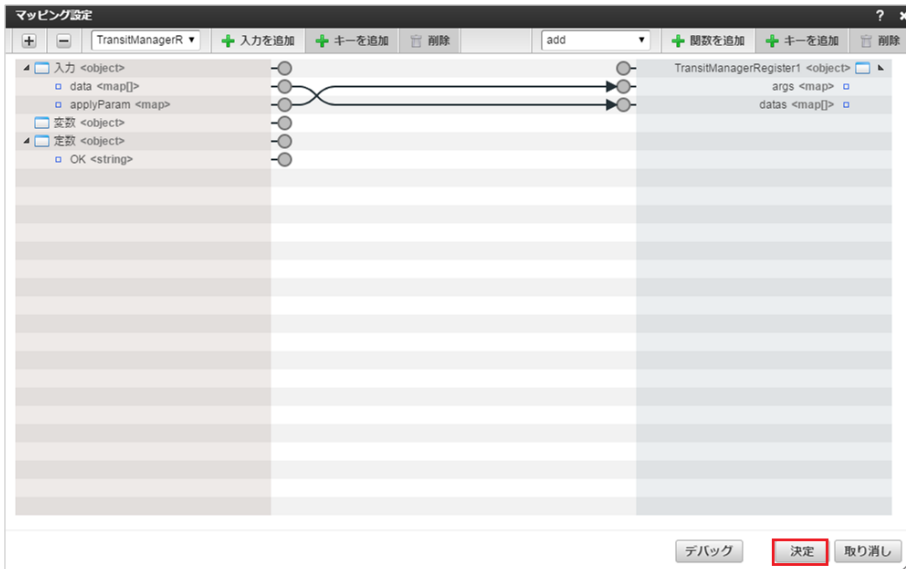 マッピング設定 ?
TransitManagerR 入力を追加 キーを追加 削除 add 関数を追加 キーを追加 削除
入力 <object> TransitManagerRegister1 <object>
data <map[]> args <map>
applyParam <map> datas <map[]>
変数 <object>
定数 <object>
OK <string>
デバッグ 決定 取り消し